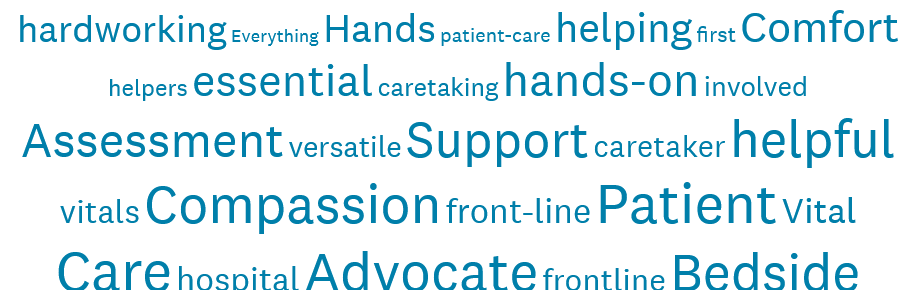 hardworking Everything Hands patient-care helping first Comfort
helpers essential caretaking hands-on involved
Assessment versatile Support caretaker helpful
vitals Compassion front-line Patient Vital
Care hospital Advocate frontline Bedside